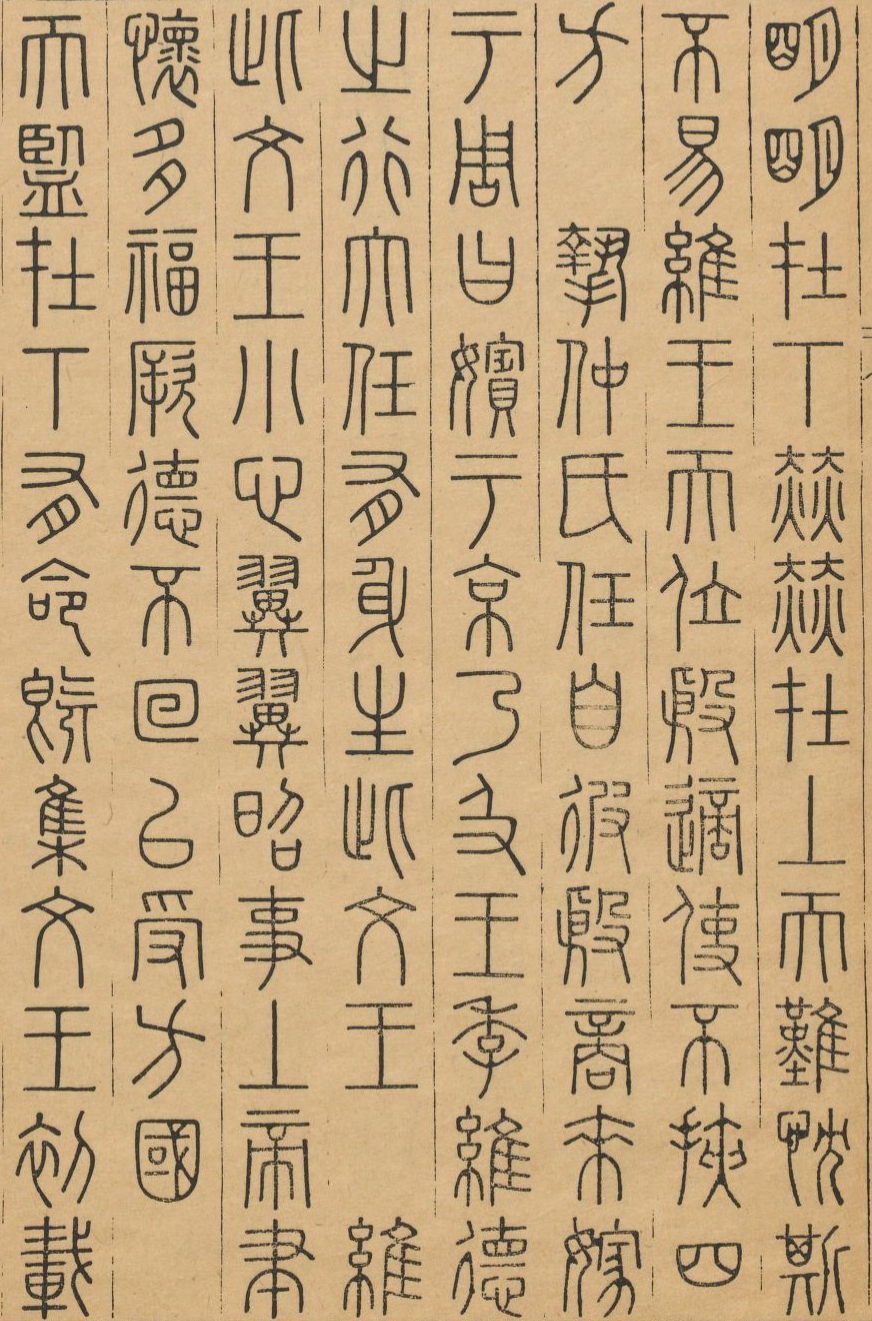 明明在下赫赫在上天難忱斯
不易維王天位殷適使不挾四
方　摯仲氏任自彼殷商來嫁
于周曰嬪于京乃及王季維德
之行大任有身生此文王　維
此文王小心翼翼昭事上帝聿
懷多福厥德不回以受方國
天監在下有命既集文王初載